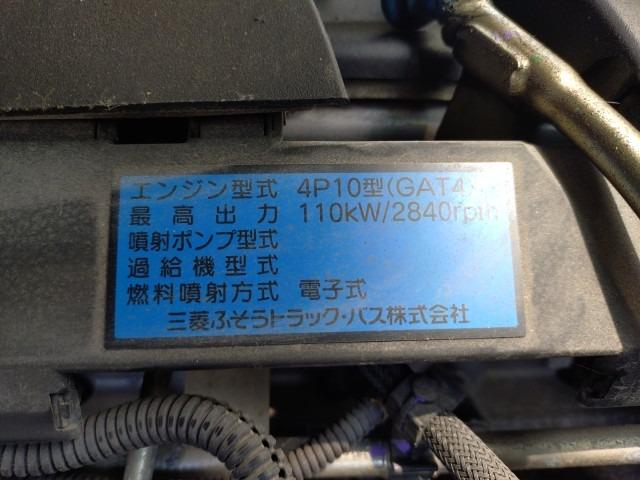 エンジン型式 4P10型(GAT4)
最高出力 110kW/2840rpm
噴射ポンプ型式
過給機型式
燃料噴射方式 電子式
三菱ふそうトラック・バス株式会社